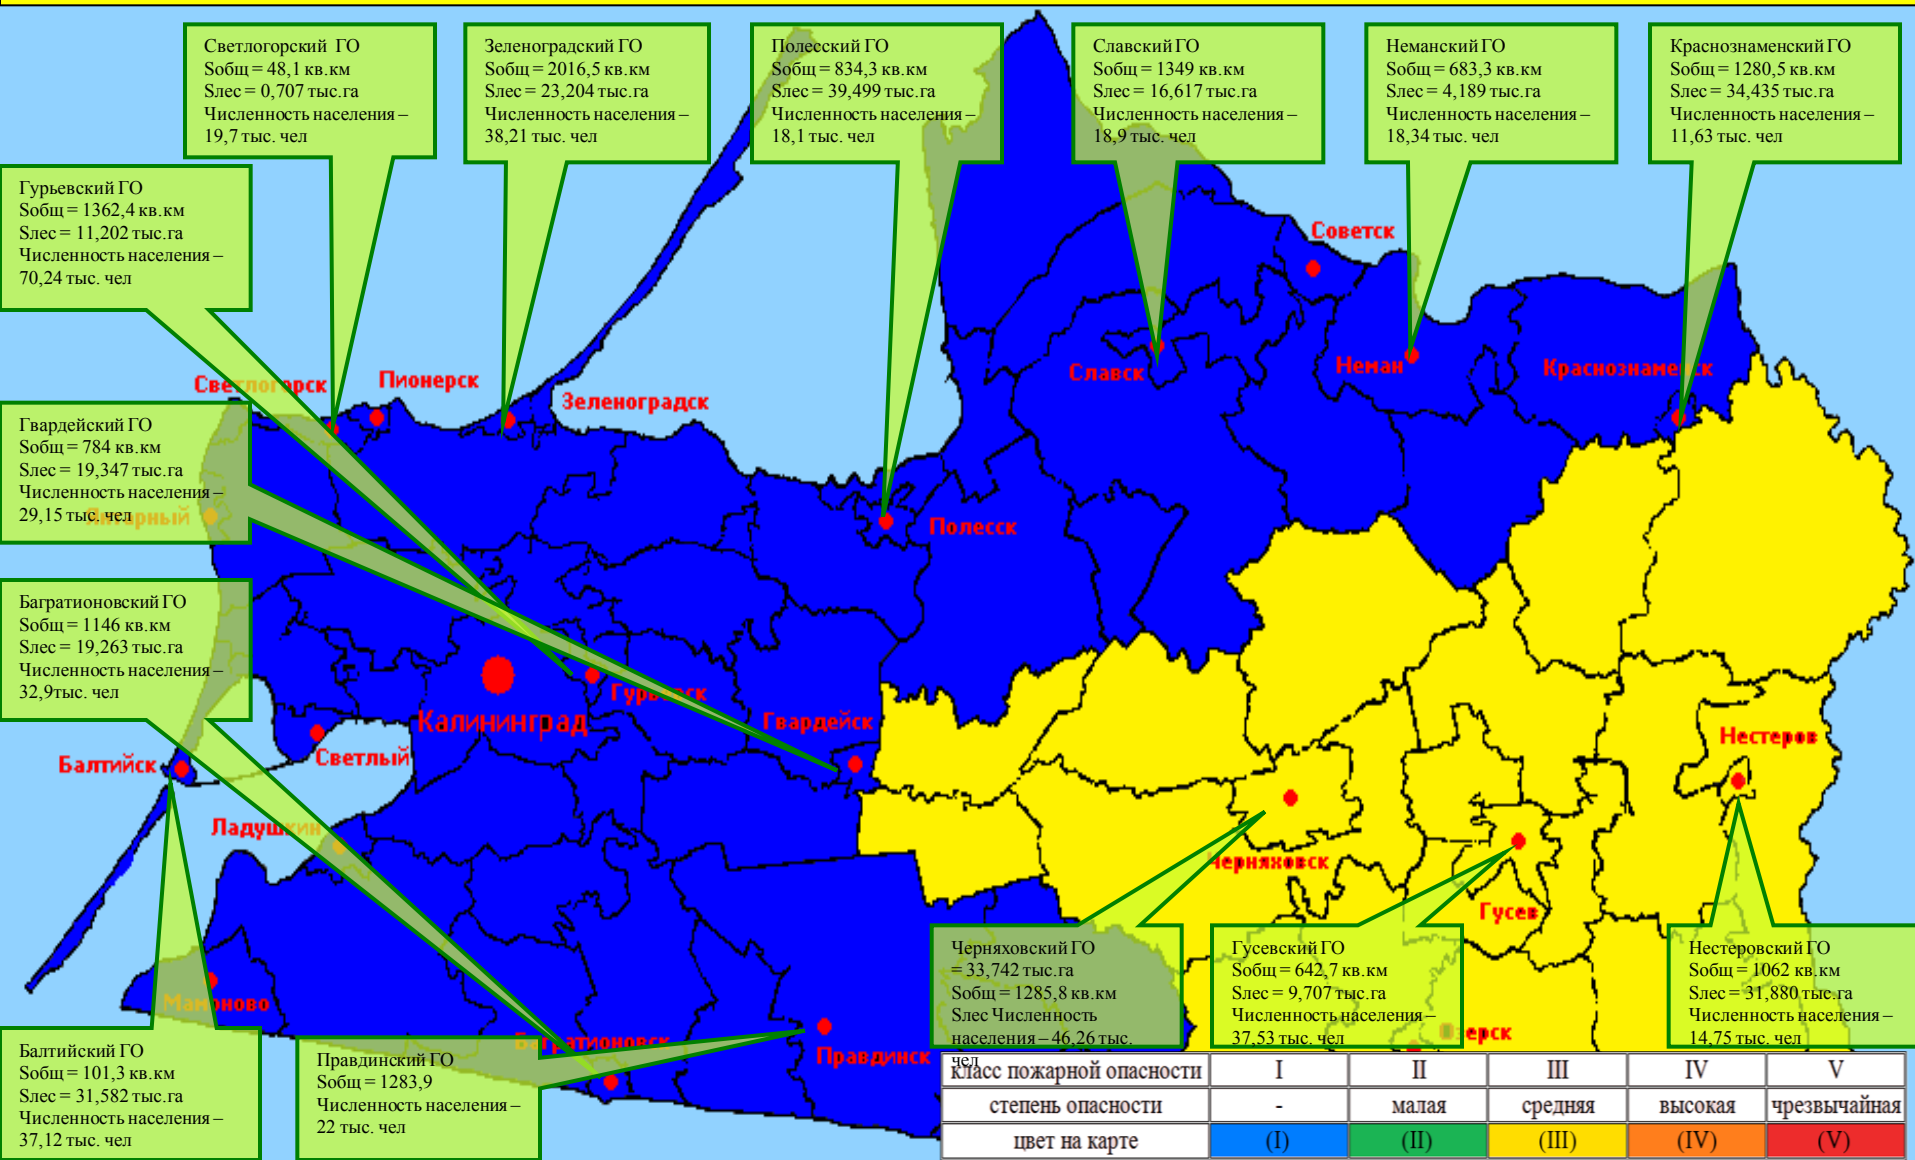 Светлогорский ГО
Sобщ = 48,1 кв.км
Sлес = 0,707 тыс.га
Численность населения –
19,7 тыс. чел
Зеленоградский ГО
Sобщ = 2016,5 кв.км
Sлес = 23,204 тыс.га
Численность населения –
38,21 тыс. чел
Полесский ГО
Sобщ = 834,3 кв.км
Sлес = 39,499 тыс.га
Численность населения –
18,1 тыс. чел
Славский ГО
Sобщ = 1349 кв.км
Sлес = 16,617 тыс.га
Численность населения –
18,9 тыс. чел
Неманский ГО
Sобщ = 683,3 кв.км
Sлес = 4,189 тыс.га
Численность населения –
18,34 тыс. чел
Краснознаменский ГО
Sобщ = 1280,5 кв.км
Sлес = 34,435 тыс.га
Численность населения –
11,63 тыс. чел
Гурьевский ГО
Sобщ = 1362,4 кв.км
Sлес = 11,202 тыс.га
Численность населения –
70,24 тыс. чел
Советск
Светлогорск
Пионерск
Зеленоградск
Славск
Неман
Краснознаменск
Гвардейский ГО
Sобщ = 784 кв.км
Sлес = 19,347 тыс.га
Численность населения –
29,15 тыс. чел
Янтарный
Полесск
Багратионовский ГО
Sобщ = 1146 кв.км
Sлес = 19,263 тыс.га
Численность населения –
32,9тыс. чел
Гурьевск
Калининград
Гвардейск
Нестеров
Балтийск
Светлый
Ладушкин
Черняховск
Гусев
Мамоново
Багратионовск
Правдинск
Озерск
Черняховский ГО
= 33,742 тыс.га
Sобщ = 1285,8 кв.км
Sлес Численность
населения – 46,26 тыс.
чел
Гусевский ГО
Sобщ = 642,7 кв.км
Sлес = 9,707 тыс.га
Численность населения –
37,53 тыс. чел
Нестеровский ГО
Sобщ = 1062 кв.км
Sлес = 31,880 тыс.га
Численность населения –
14,75 тыс. чел
Балтийский ГО
Sобщ = 101,3 кв.км
Sлес = 31,582 тыс.га
Численность населения –
37,12 тыс. чел
Правдинский ГО
Sобщ = 1283,9
Численность населения –
22 тыс. чел
класс пожарной опасности I II III IV V
степень опасности - малая средняя высокая чрезвычайная
цвет на карте (I) (II) (III) (IV) (V)